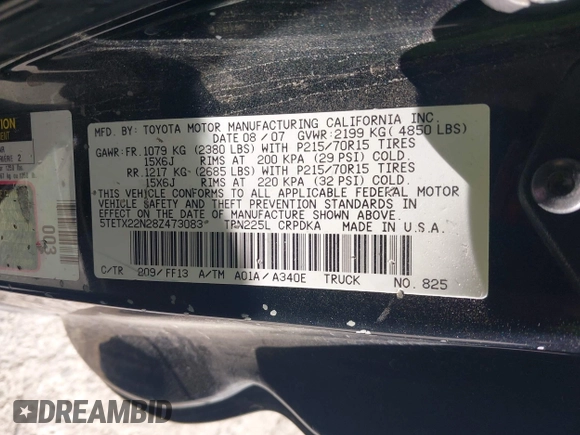 MFD. BY: TOYOTA MOTOR MANUFACTURING CALIFORNIA INC.
DATE 08/07 GVWR: 2199 KG( 4850 LBS)
GAWR: FR. 1079 KG (2380 LBS) WITH P215/70R15 TIRES
15X6J RIMS AT 200 KPA (29 PSI) COLD.
RR. 1217 KG (2685 LBS) WITH P215/70R15 TIRES
15X6J RIMS AT 220 KPA (32 PSI) COLD.
*THIS VEHICLE CONFORMS TO ALL APPLICABLE FEDERAL MOTOR
VEHICLE SAFETY AND THEFT PREVENTION STANDARDS IN
EFFECT ON THE DATE OF MANUFACTURE SHOWN ABOVE.
*5TETX22N28Z473083* TRN225L CRPDKA MADE IN U.S.A.
C/TR 209/FF13 A/TM A01A/A340E TRUCK NO. 825
003
DREAMBID